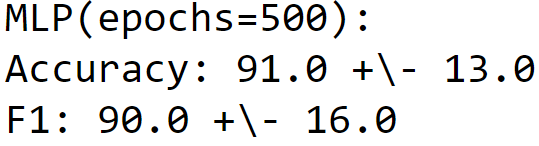 MLP(epochs=500):
Accuracy: 91.0 +\- 13.0
F1: 90.0 +\- 16.0